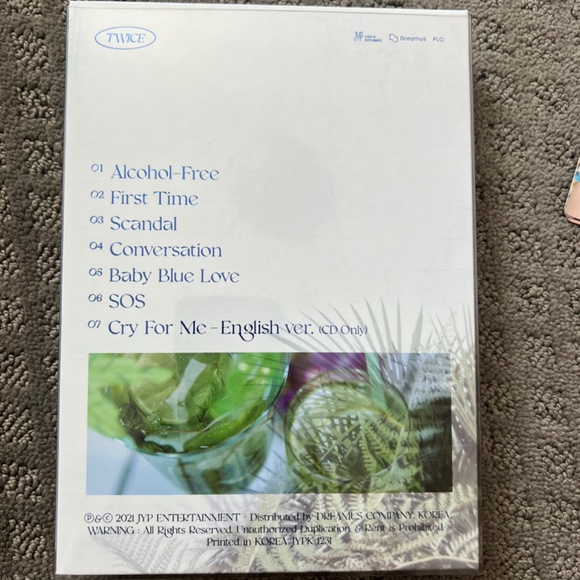 TWICE
JYP
Dreamus FLO
01 Alcohol-Free
02 First Time
03 Scandal
04 Conversation
05 Baby Blue Love
06 SOS
07 Cry For Me - English ver. (CD Only)
℗&© 2021 JYP ENTERTAINMENT · Distributed by DREAMUS COMPANY, KOREA.
WARNING : All Rights Reserved. Unauthorized Duplication & Rent is Prohibited.
Printed in KOREA. JYPK 1231